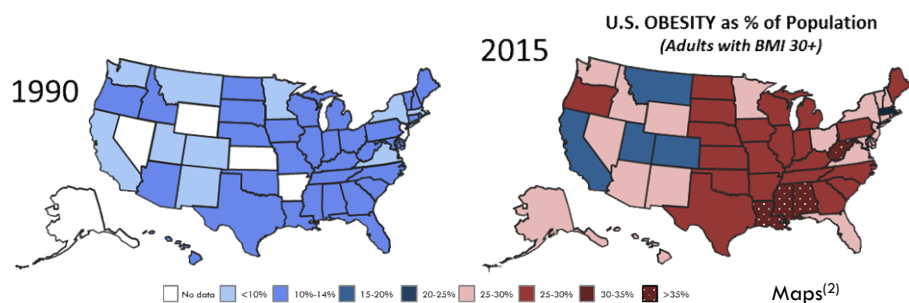 U.S. OBESITY as % of Population
(Adults with BMI 30+)
1990
2015
No data <10% 10%-14% 15-20% 20-25% 25-30% 25-30% 30-35% >35%
Maps(2)